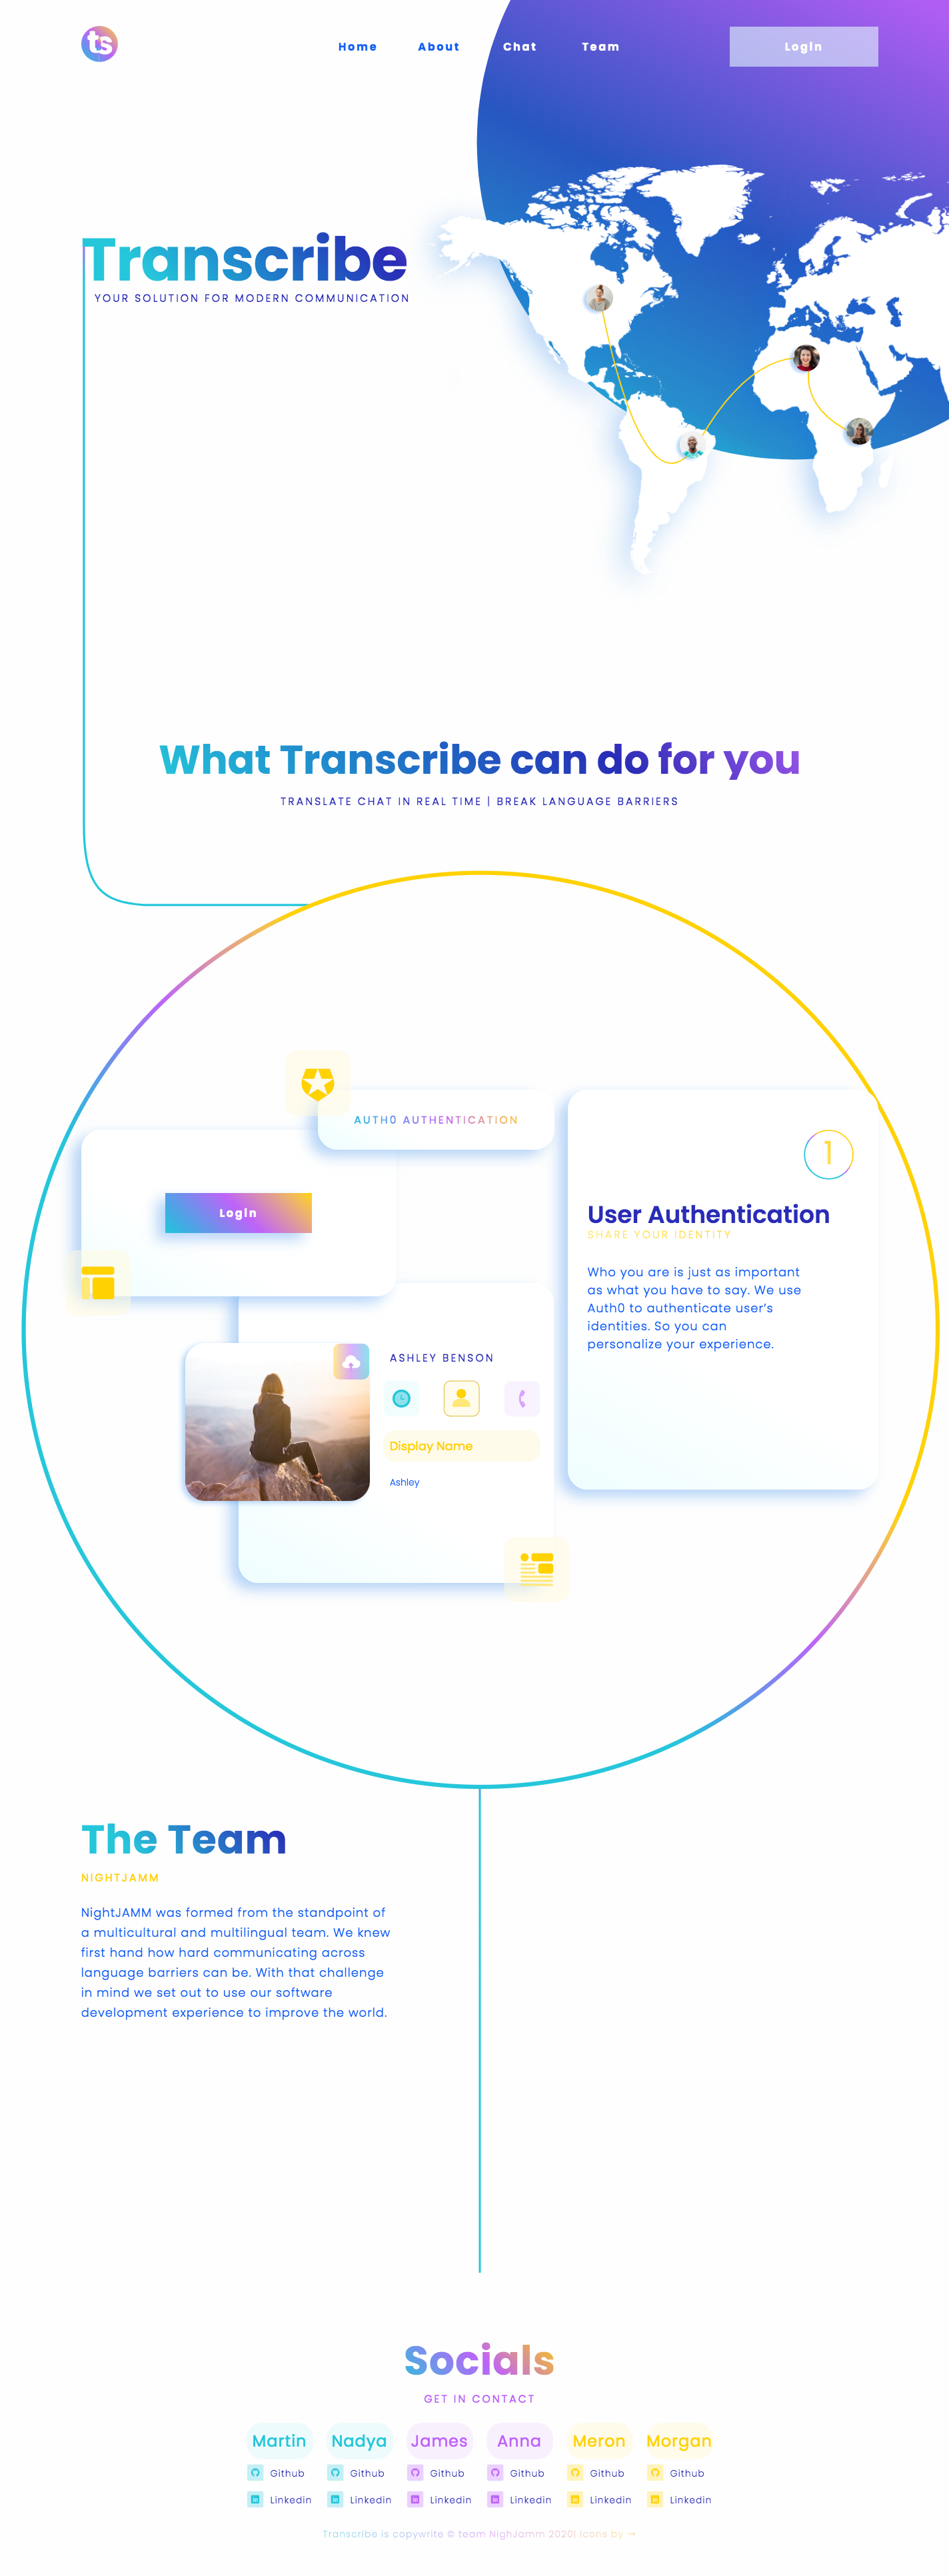 ts
Home About Chat Team Login
Transcribe
YOUR SOLUTION FOR MODERN COMMUNICATION
What Transcribe can do for you
TRANSLATE CHAT IN REAL TIME | BREAK LANGUAGE BARRIERS
AUTH0 AUTHENTICATION
Login
1
User Authentication
SHARE YOUR IDENTITY
Who you are is just as important
as what you have to say. We use
Auth0 to authenticate user's
identities. So you can
personalize your experience.
ASHLEY BENSON
Display Name
Ashley
The Team
NIGHTJAMM
NightJAMM was formed from the standpoint of
a multicultural and multilingual team. We knew
first hand how hard communicating across
language barriers can be. With that challenge
in mind we set out to use our software
development experience to improve the world.
Socials
GET IN CONTACT
Martin Nadya James Anna Meron Morgan
Github Github Github Github Github Github
in Linkedin in Linkedin in Linkedin in Linkedin in Linkedin in Linkedin
Transcribe is copywrite © team NighJamm 2020| Icons by →